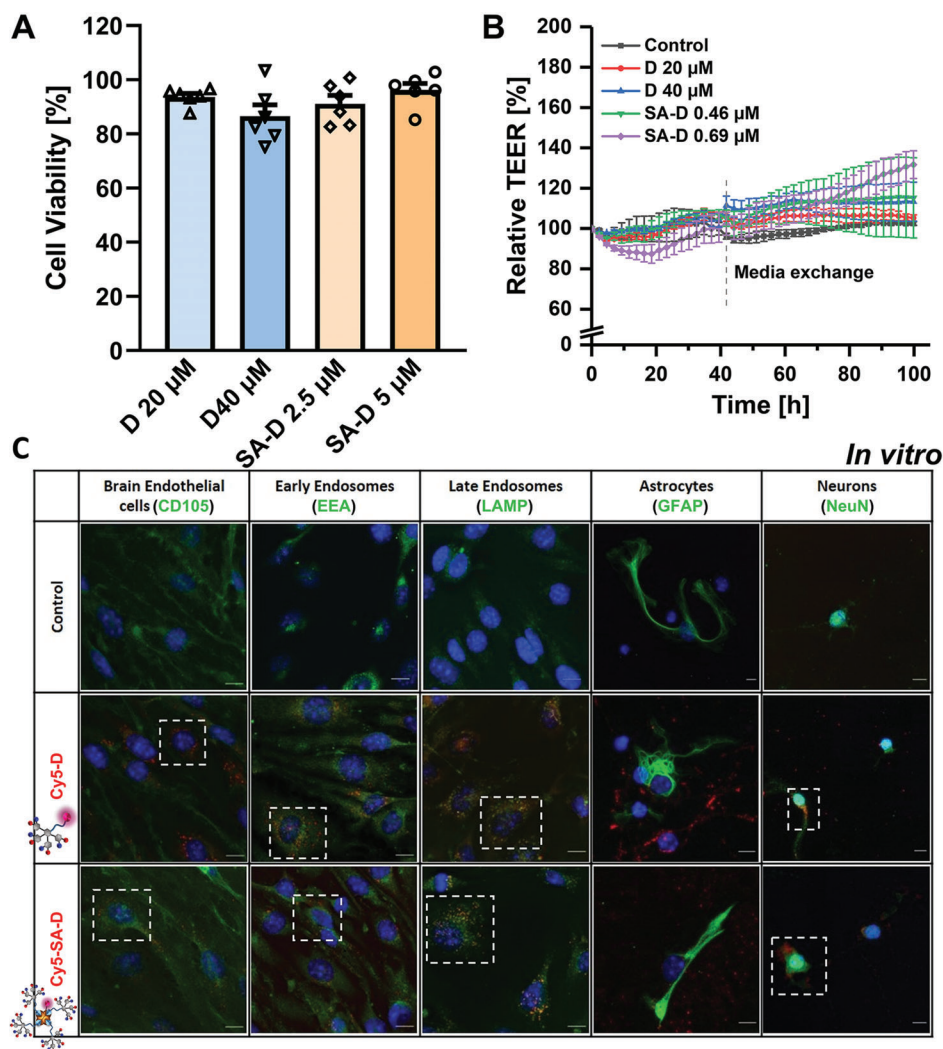 A
120
100
80
60
40
20
0
Cell Viability [%]
D 20 µM
D40 µM
SA-D 2.5 µM
SA-D 5 µM
B
200
180
160
140
120
100
80
60
0
Relative TEER [%]
Control
D 20 µM
D 40 µM
SA-D 0.46 µM
SA-D 0.69 µM
Media exchange
0 20 40 60 80 100
Time [h]
C
In vitro
Brain Endothelial
cells (CD105)
Early Endosomes
(EEA)
Late Endosomes
(LAMP)
Astrocytes
(GFAP)
Neurons
(NeuN)
Control
Cy5-D
Cy5-SA-D